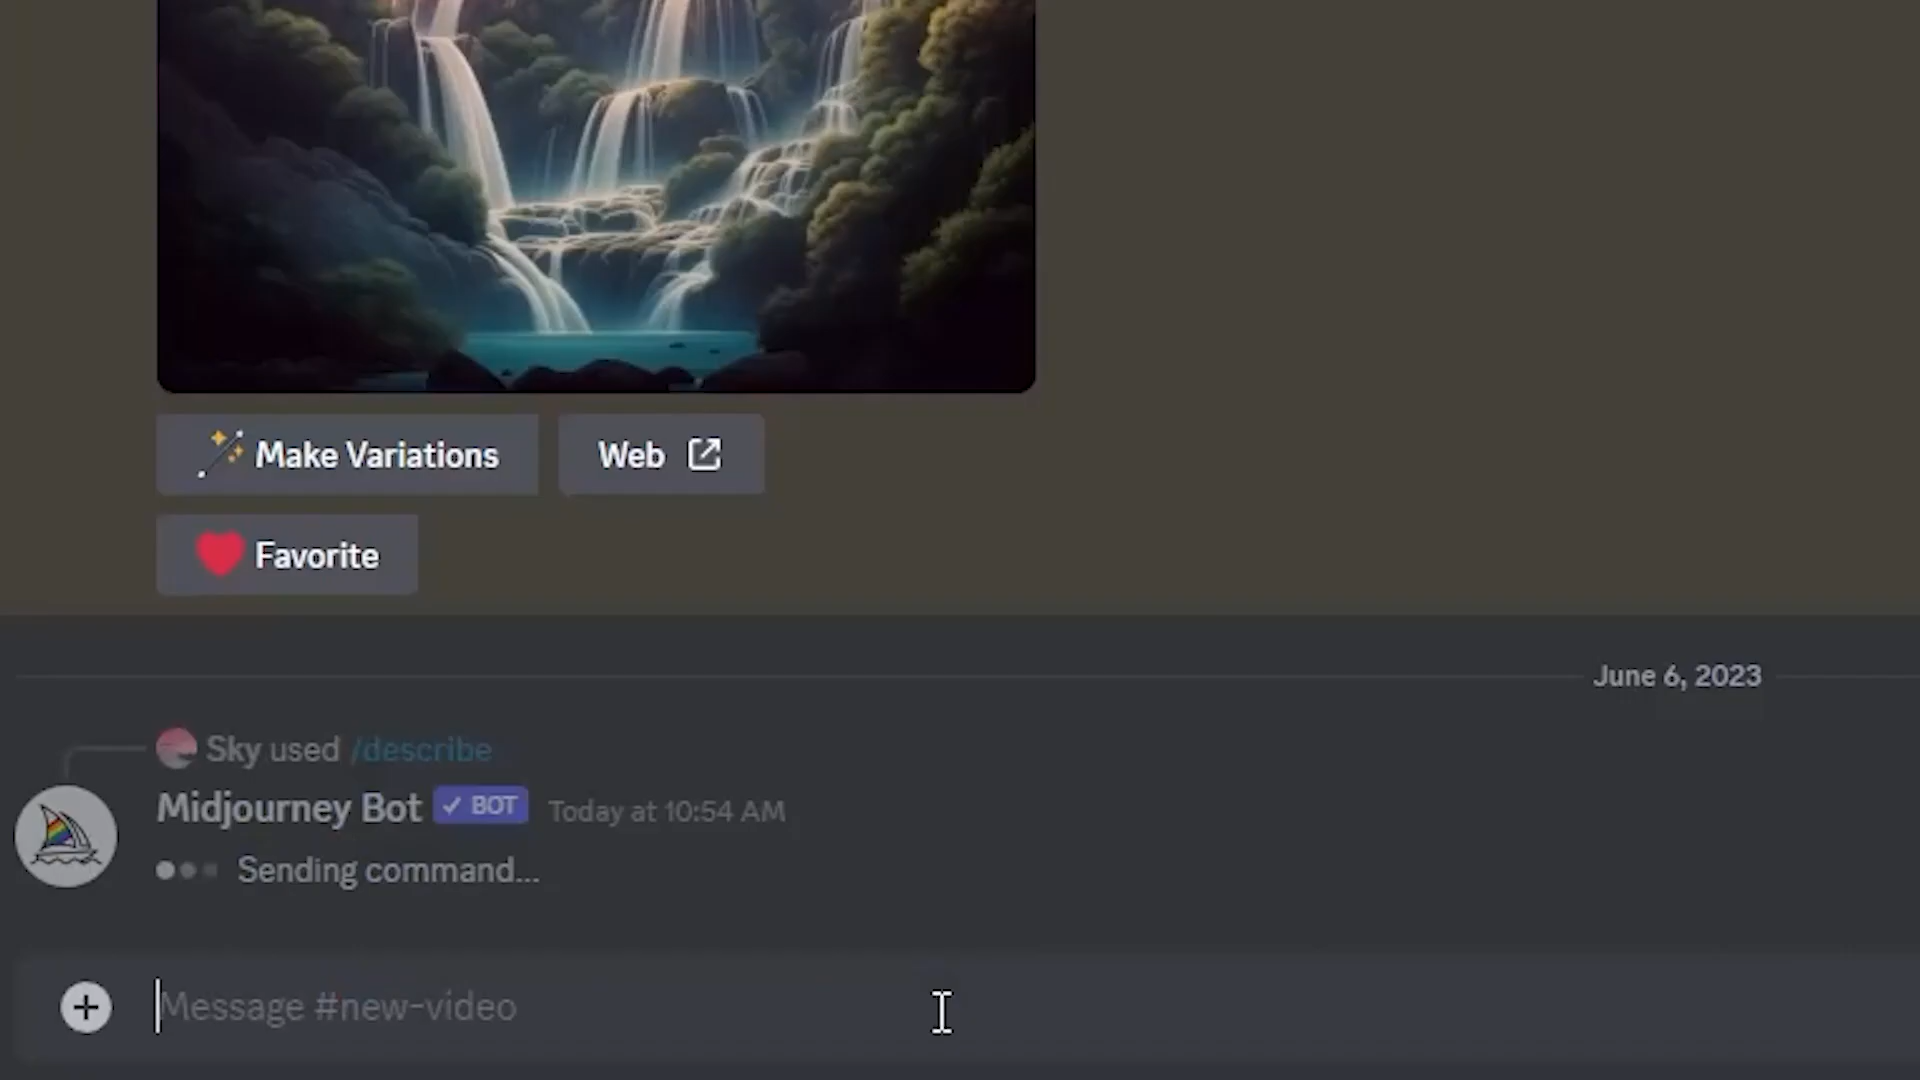 Make Variations
Web
Favorite
June 6, 2023
Sky used /describe
Midjourney Bot ✓ BOT Today at 10:54 AM
Sending command...
Message #new-video